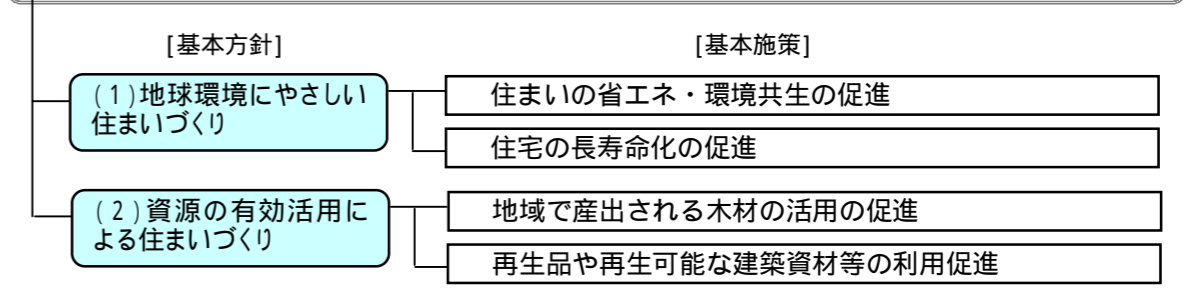 [基本方針]
[基本施策]
(1)地球環境にやさしい
住まいづくり
住まいの省エネ・環境共生の促進
住宅の長寿命化の促進
(2)資源の有効活用に
よる住まいづくり
地域で産出される木材の活用の促進
再生品や再生可能な建築資材等の利用促進